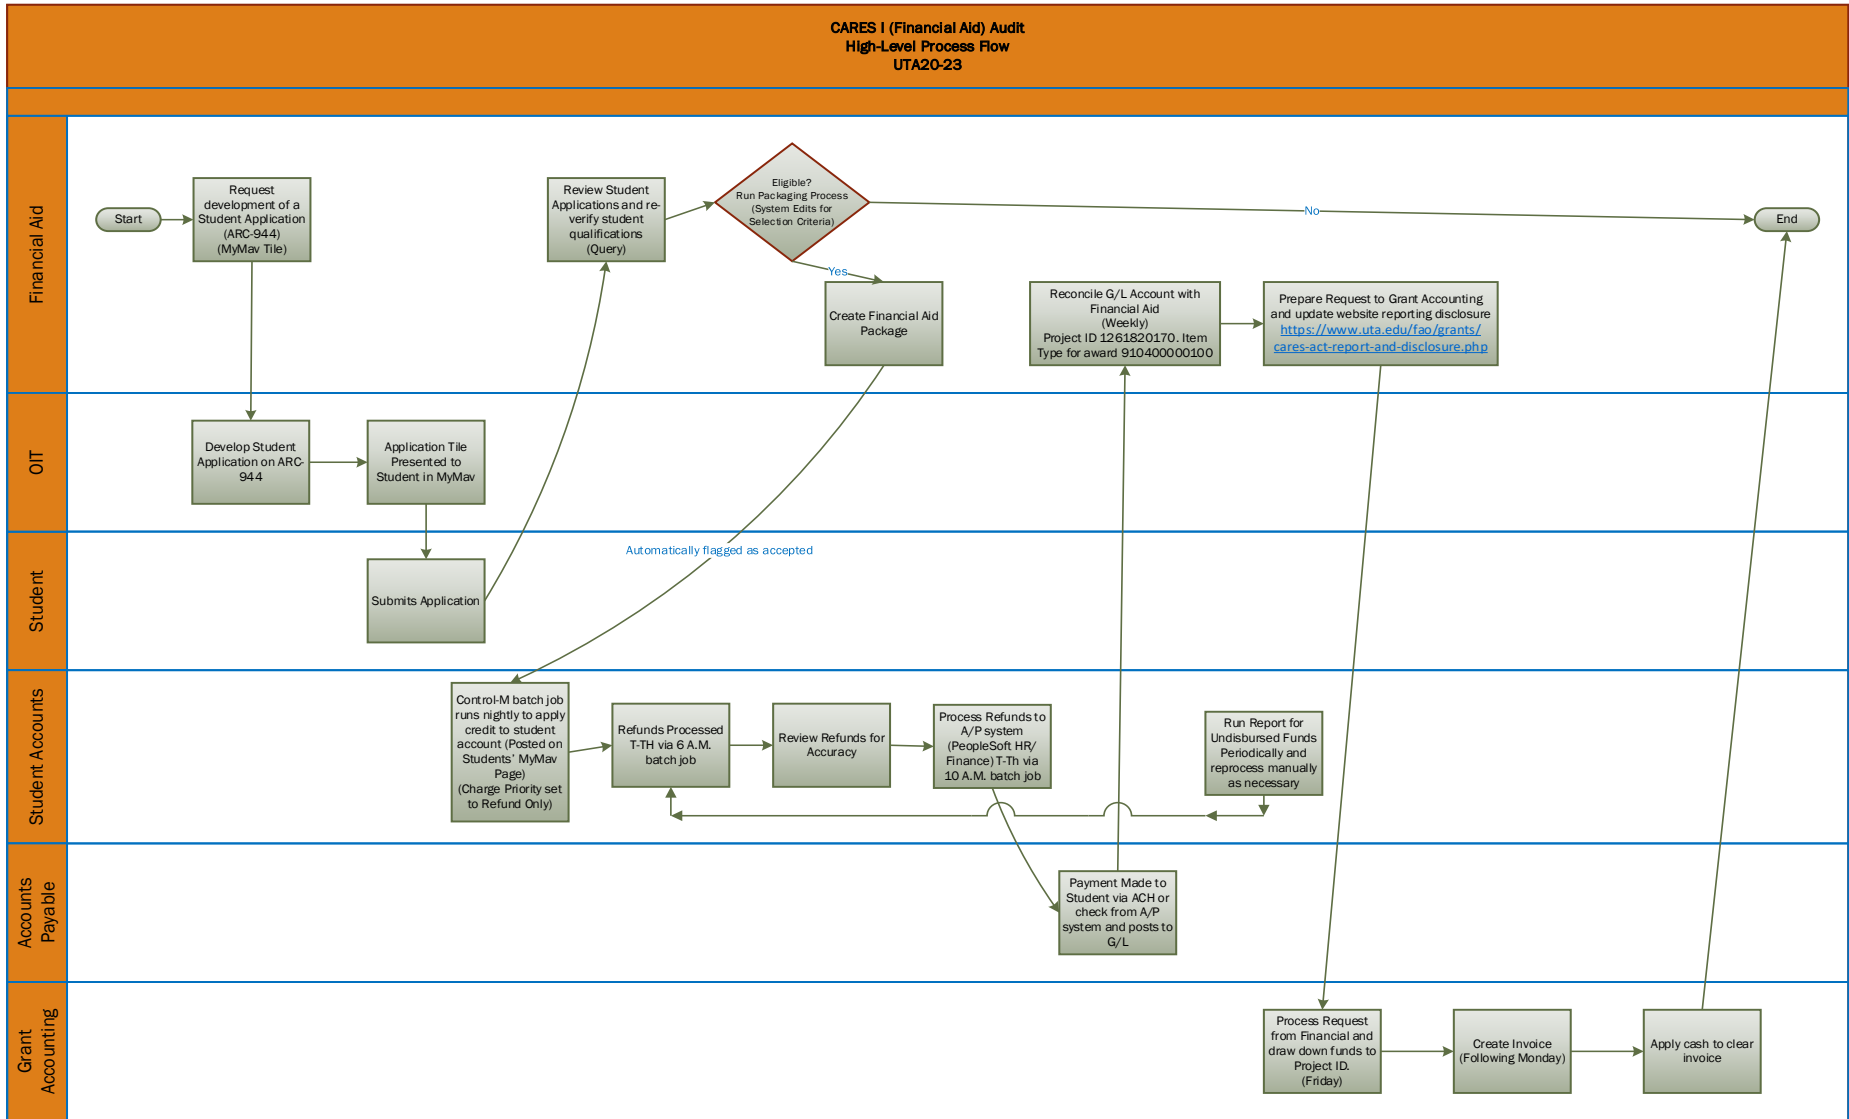 CARES I (Financial Aid) Audit
High-Level Process Flow
UTA20-23
Financial Aid
Start
Request
development of a
Student Application
(ARC-944)
(MyMav Tile)
Review Student
Applications and re-
verify student
qualifications
(Query)
Eligible?
Run Packaging Process
(System Edits for
Selection Criteria)
No
End
Yes
Create Financial Aid
Package
Reconcile G/L Account with
Financial Aid
(Weekly)
Project ID 1261820170. Item
Type for award 910400000100
Prepare Request to Grant Accounting
and update website reporting disclosure
https://www.uta.edu/fao/grants/
cares-act-report-and-disclosure.php
OIT
Develop Student
Application on ARC-
944
Application Tile
Presented to
Student in MyMav
Student
Automatically flagged as accepted
Submits Application
Student Accounts
Control-M batch job
runs nightly to apply
credit to student
account (Posted on
Students' MyMav
Page)
(Charge Priority set
to Refund Only)
Refunds Processed
T-TH via 6 A.M.
batch job
Review Refunds for
Accuracy
Process Refunds to
A/P system
(PeopleSoft HR/
Finance) T-Th via
10 A.M. batch job
Run Report for
Undisbursed Funds
Periodically and
reprocess manually
as necessary
Accounts
Payable
Payment Made to
Student via ACH or
check from A/P
system and posts to
G/L
Grant
Accounting
Process Request
from Financial and
draw down funds to
Project ID.
(Friday)
Create Invoice
(Following Monday)
Apply cash to clear
invoice